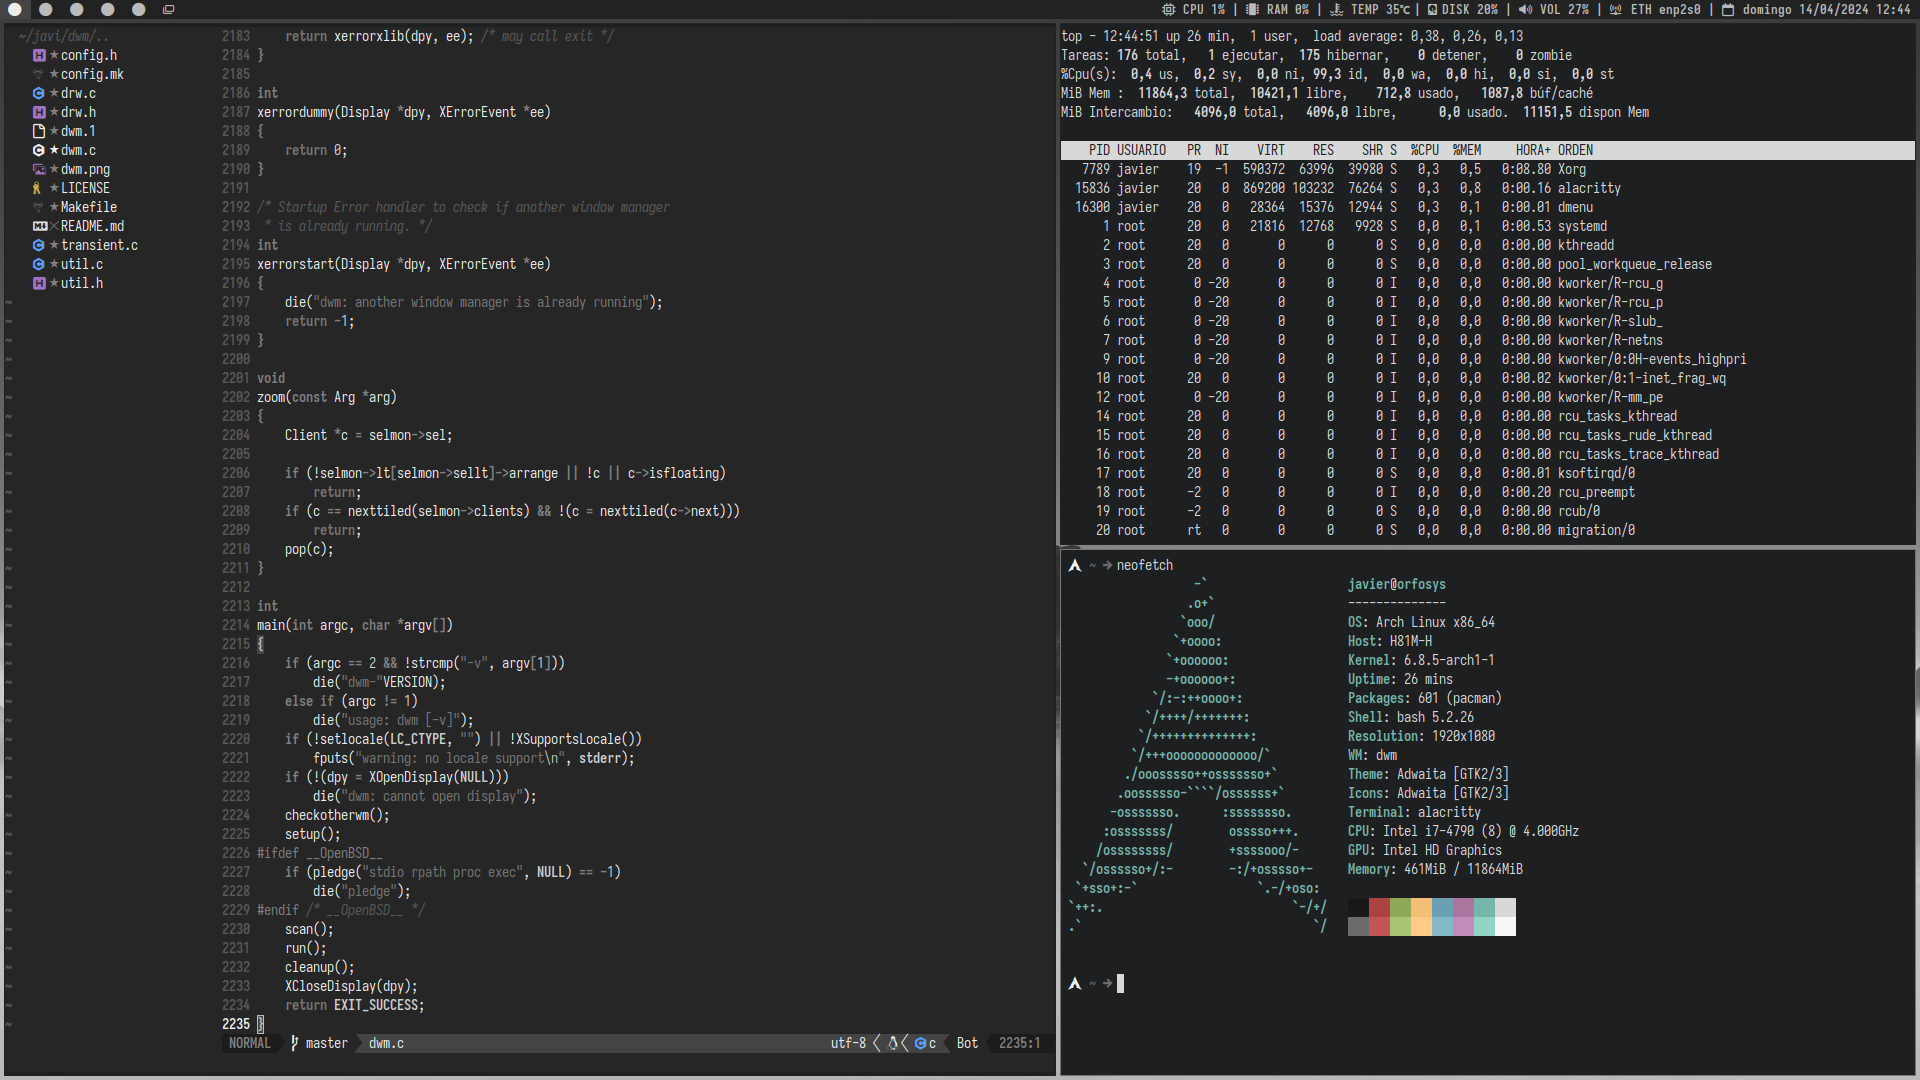 CPU 1% | RAM 0% | TEMP 35℃ | DISK 20% | VOL 27% | ETH enp2s0 | domingo 14/04/2024 12:44
~/javi/dwm/..
config.h
config.mk
drw.c
drw.h
dwm.1
dwm.c
dwm.png
LICENSE
Makefile
README.md
transient.c
util.c
util.h
2183     return xerrorxlib(dpy, ee); /* may call exit */
2184 }
2185
2186 int
2187 xerrordummy(Display *dpy, XErrorEvent *ee)
2188 {
2189     return 0;
2190 }
2191
2192 /* Startup Error handler to check if another window manager
2193  * is already running. */
2194 int
2195 xerrorstart(Display *dpy, XErrorEvent *ee)
2196 {
2197     die("dwm: another window manager is already running");
2198     return -1;
2199 }
2200
2201 void
2202 zoom(const Arg *arg)
2203 {
2204     Client *c = selmon->sel;
2205
2206     if (!selmon->lt[selmon->sellt]->arrange || !c || c->isfloating)
2207         return;
2208     if (c == nexttiled(selmon->clients) && !(c = nexttiled(c->next)))
2209         return;
2210     pop(c);
2211 }
2212
2213 int
2214 main(int argc, char *argv[])
2215 {
2216     if (argc == 2 && !strcmp("-v", argv[1]))
2217         die("dwm-"VERSION);
2218     else if (argc != 1)
2219         die("usage: dwm [-v]");
2220     if (!setlocale(LC_CTYPE, "") || !XSupportsLocale())
2221         fputs("warning: no locale support\n", stderr);
2222     if (!(dpy = XOpenDisplay(NULL)))
2223         die("dwm: cannot open display");
2224     checkotherwm();
2225     setup();
2226 #ifdef __OpenBSD__
2227     if (pledge("stdio rpath proc exec", NULL) == -1)
2228         die("pledge");
2229 #endif /* __OpenBSD__ */
2230     scan();
2231     run();
2232     cleanup();
2233     XCloseDisplay(dpy);
2234     return EXIT_SUCCESS;
2235 }
NORMAL master dwm.c utf-8 c Bot 2235:1
top - 12:44:51 up 26 min,  1 user,  load average: 0,38, 0,26, 0,13
Tareas: 176 total,   1 ejecutar, 175 hibernar,   0 detener,   0 zombie
%Cpu(s):  0,4 us,  0,2 sy,  0,0 ni, 99,3 id,  0,0 wa,  0,0 hi,  0,0 si,  0,0 st
MiB Mem :  11864,3 total,  10421,1 libre,    712,8 usado,   1087,8 búf/caché
MiB Intercambio:   4096,0 total,   4096,0 libre,      0,0 usado.  11151,5 dispon Mem
PID USUARIO PR NI VIRT RES SHR S %CPU %MEM HORA+ ORDEN
7789 javier 19 -1 590372 63996 39980 S 0,3 0,5 0:08.80 Xorg
15836 javier 20 0 869200 103232 76264 S 0,3 0,8 0:00.16 alacritty
16300 javier 20 0 28364 15376 12944 S 0,3 0,1 0:00.01 dmenu
1 root 20 0 21816 12768 9928 S 0,0 0,1 0:00.53 systemd
2 root 20 0 0 0 0 S 0,0 0,0 0:00.00 kthreadd
3 root 20 0 0 0 0 S 0,0 0,0 0:00.00 pool_workqueue_release
4 root 0 -20 0 0 0 I 0,0 0,0 0:00.00 kworker/R-rcu_g
5 root 0 -20 0 0 0 I 0,0 0,0 0:00.00 kworker/R-rcu_p
6 root 0 -20 0 0 0 I 0,0 0,0 0:00.00 kworker/R-slub_
7 root 0 -20 0 0 0 I 0,0 0,0 0:00.00 kworker/R-netns
9 root 0 -20 0 0 0 I 0,0 0,0 0:00.00 kworker/0:0H-events_highpri
10 root 20 0 0 0 0 I 0,0 0,0 0:00.02 kworker/0:1-inet_frag_wq
12 root 0 -20 0 0 0 I 0,0 0,0 0:00.00 kworker/R-mm_pe
14 root 20 0 0 0 0 I 0,0 0,0 0:00.00 rcu_tasks_kthread
15 root 20 0 0 0 0 I 0,0 0,0 0:00.00 rcu_tasks_rude_kthread
16 root 20 0 0 0 0 I 0,0 0,0 0:00.00 rcu_tasks_trace_kthread
17 root 20 0 0 0 0 S 0,0 0,0 0:00.01 ksoftirqd/0
18 root -2 0 0 0 0 I 0,0 0,0 0:00.20 rcu_preempt
19 root -2 0 0 0 0 S 0,0 0,0 0:00.00 rcub/0
20 root rt 0 0 0 0 S 0,0 0,0 0:00.00 migration/0
~ → neofetch
javier@orfosys
--------------
OS: Arch Linux x86_64
Host: H81M-H
Kernel: 6.8.5-arch1-1
Uptime: 26 mins
Packages: 601 (pacman)
Shell: bash 5.2.26
Resolution: 1920x1080
WM: dwm
Theme: Adwaita [GTK2/3]
Icons: Adwaita [GTK2/3]
Terminal: alacritty
CPU: Intel i7-4790 (8) @ 4.000GHz
GPU: Intel HD Graphics
Memory: 461MiB / 11864MiB
~ →